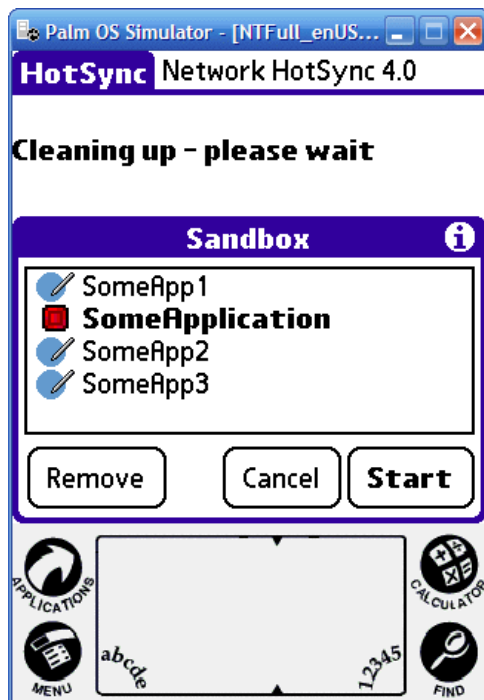 Palm OS Simulator - [NTFull_enUS...
HotSync Network HotSync 4.0
Cleaning up - please wait
Sandbox
SomeApp1
SomeApplication
SomeApp2
SomeApp3
Remove Cancel Start
APPLICATIONS
CALCULATOR
abcde
12345
MENU
FIND